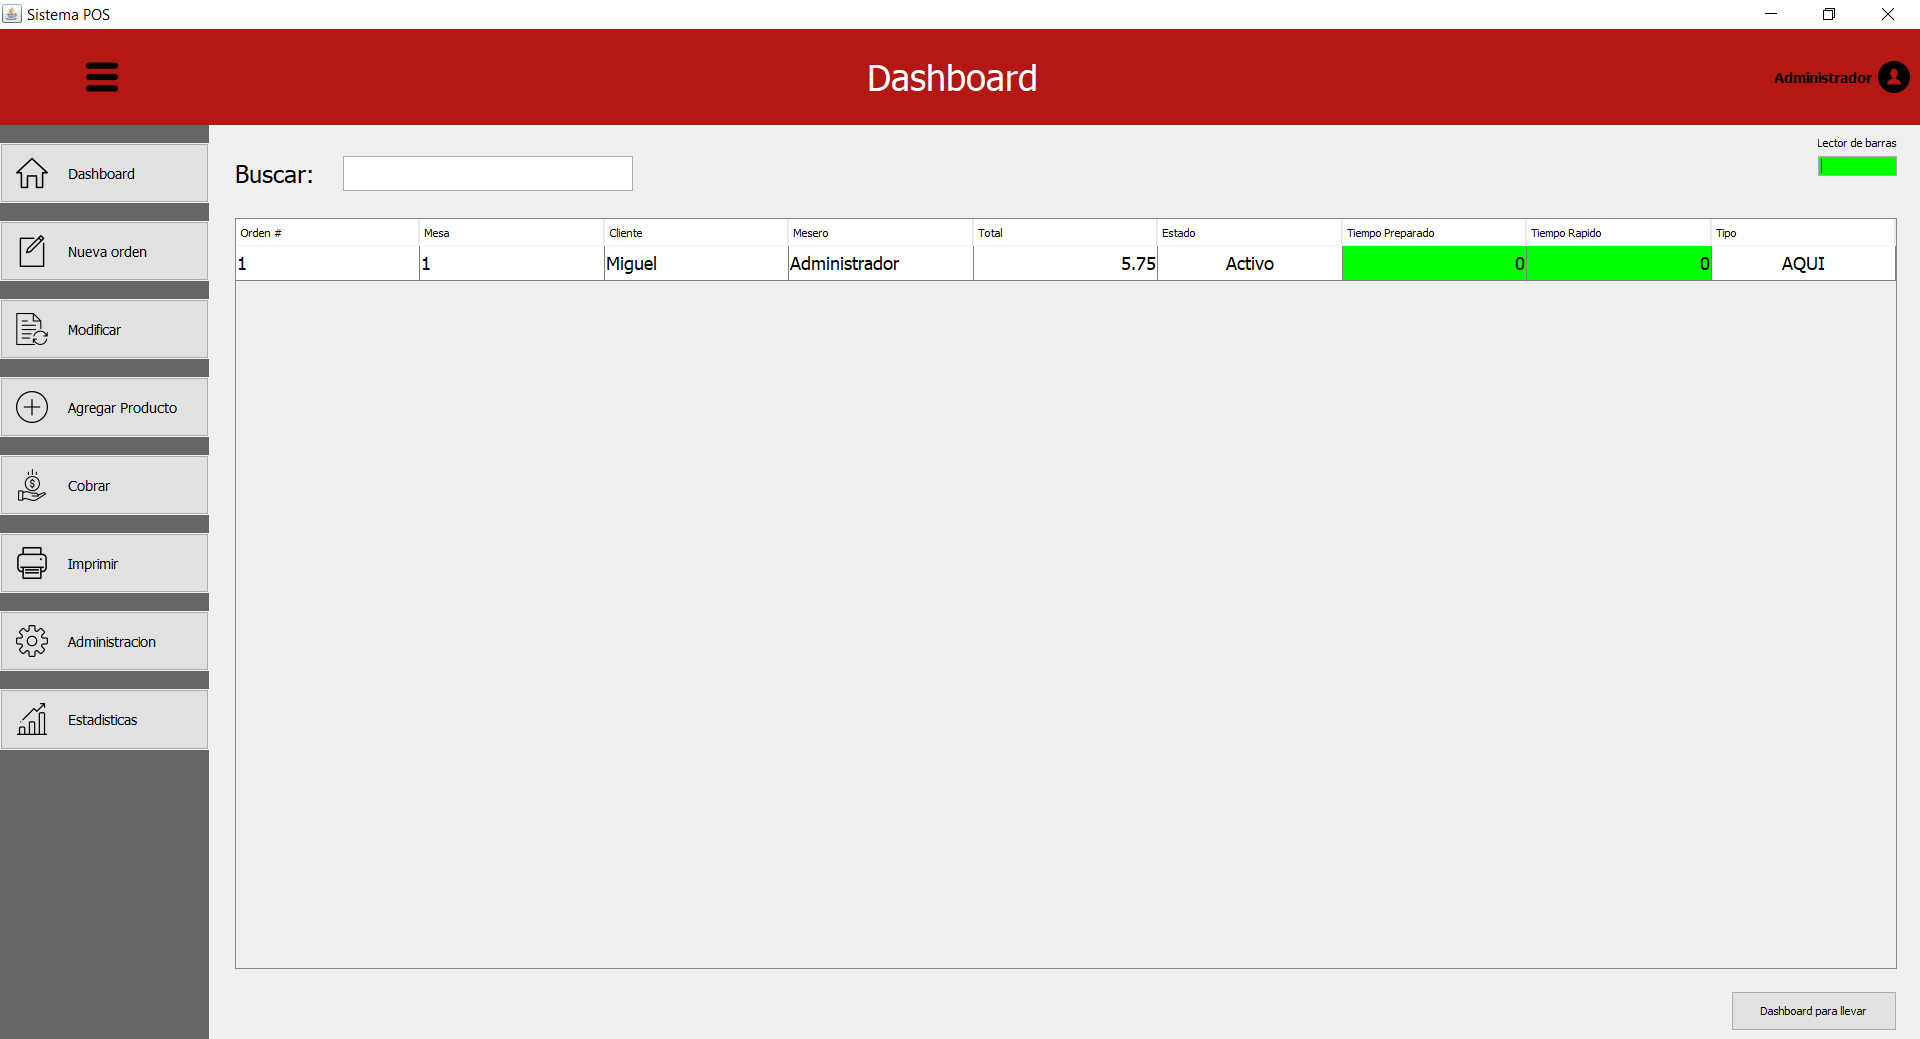 Sistema POS
Dashboard
Administrador
Lector de barras
Buscar:
Dashboard
Nueva orden
Modificar
Agregar Producto
Cobrar
$
Imprimir
Administracion
Estadisticas
Orden # Mesa Cliente Mesero Total Estado Tiempo Preparado Tiempo Rapido Tipo
1 1 Miguel Administrador 5.75 Activo 0 0 AQUI
Dashboard para llevar